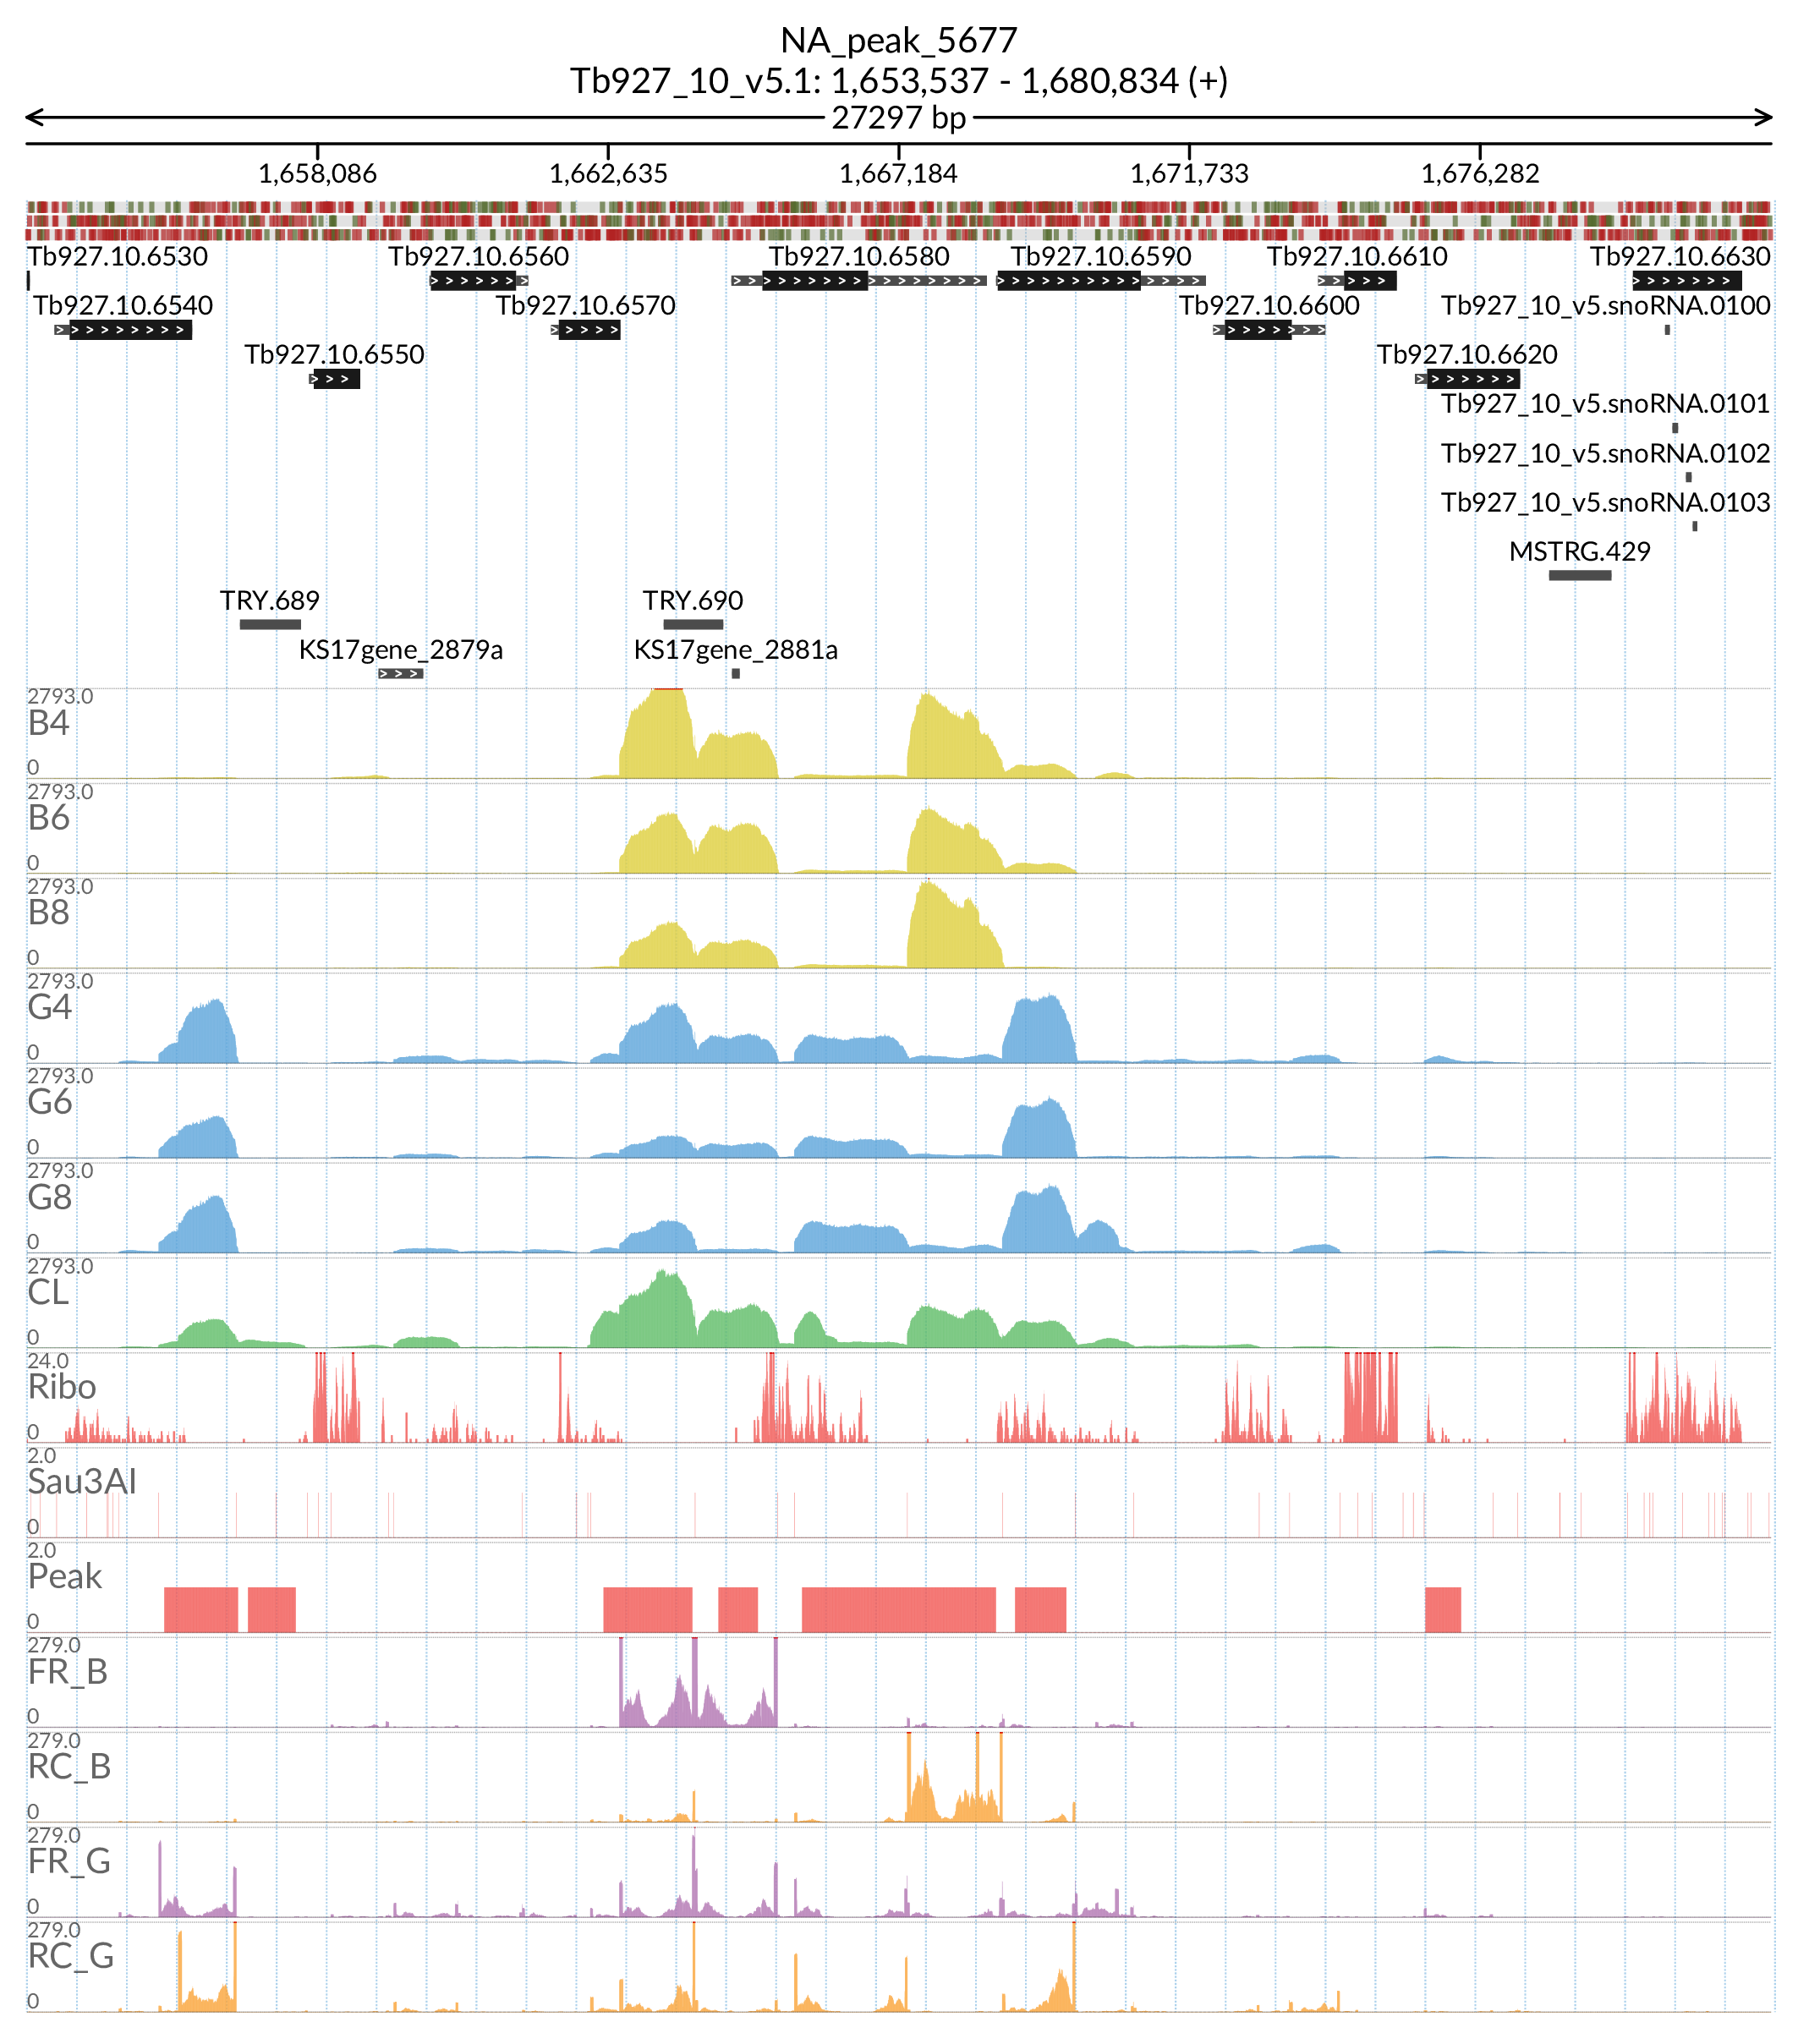 NA_peak_5677
Tb927_10_v5.1: 1,653,537 - 1,680,834 (+)
27297 bp
1,658,086 1,662,635 1,667,184 1,671,733 1,676,282
Tb927.10.6530 Tb927.10.6560 Tb927.10.6580 Tb927.10.6590 Tb927.10.6610 Tb927.10.6630
Tb927.10.6540 Tb927.10.6570 Tb927.10.6600 Tb927_10_v5.snoRNA.0100
Tb927.10.6550 Tb927.10.6620
Tb927_10_v5.snoRNA.0101
Tb927_10_v5.snoRNA.0102
Tb927_10_v5.snoRNA.0103
MSTRG.429
TRY.689 TRY.690
KS17gene_2879a KS17gene_2881a
2793.0
B4
0
2793.0
B6
0
2793.0
B8
0
2793.0
G4
0
2793.0
G6
0
2793.0
G8
0
2793.0
CL
0
24.0
Ribo
0
2.0
Sau3AI
0
2.0
Peak
0
279.0
FR_B
0
279.0
RC_B
0
279.0
FR_G
0
279.0
RC_G
0